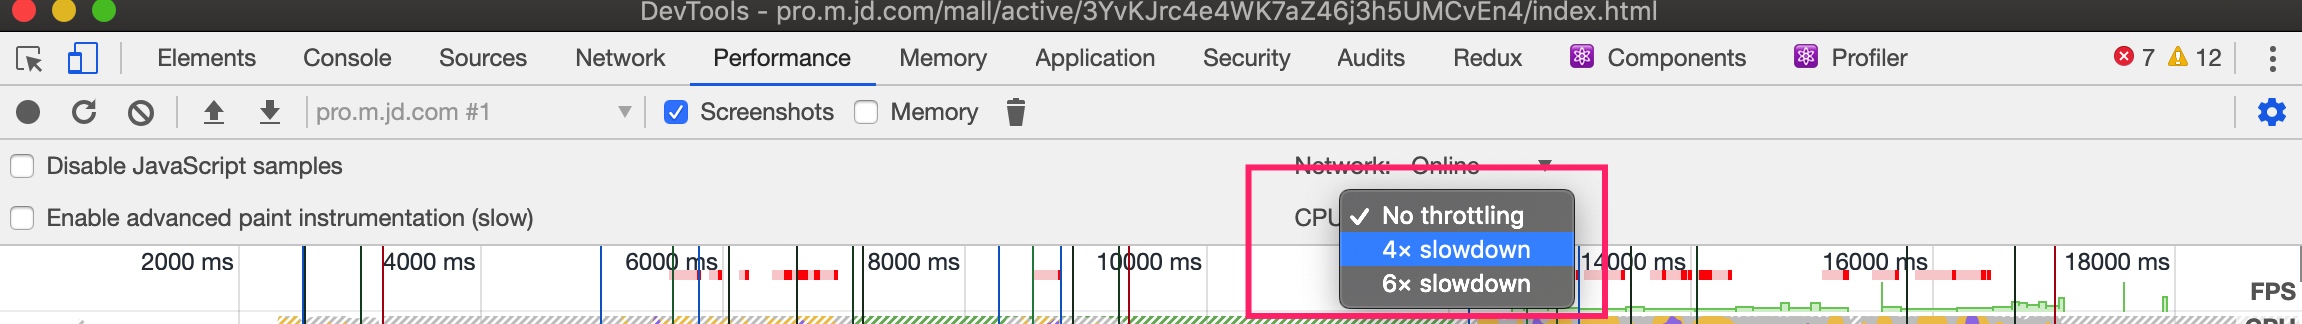 DevTools - pro.m.jd.com/mall/active/3YvKJrc4e4WK7aZ46j3h5UMCvEn4/index.html
Elements Console Sources Network Performance Memory Application Security Audits Redux Components Profiler 7 12
pro.m.jd.com #1 Screenshots Memory
Disable JavaScript samples Network: Online
Enable advanced paint instrumentation (slow) CPU No throttling
4× slowdown
2000 ms 4000 ms 6000 ms 8000 ms 10000 ms 14000 ms 16000 ms 18000 ms
6× slowdown
FPS
CPU